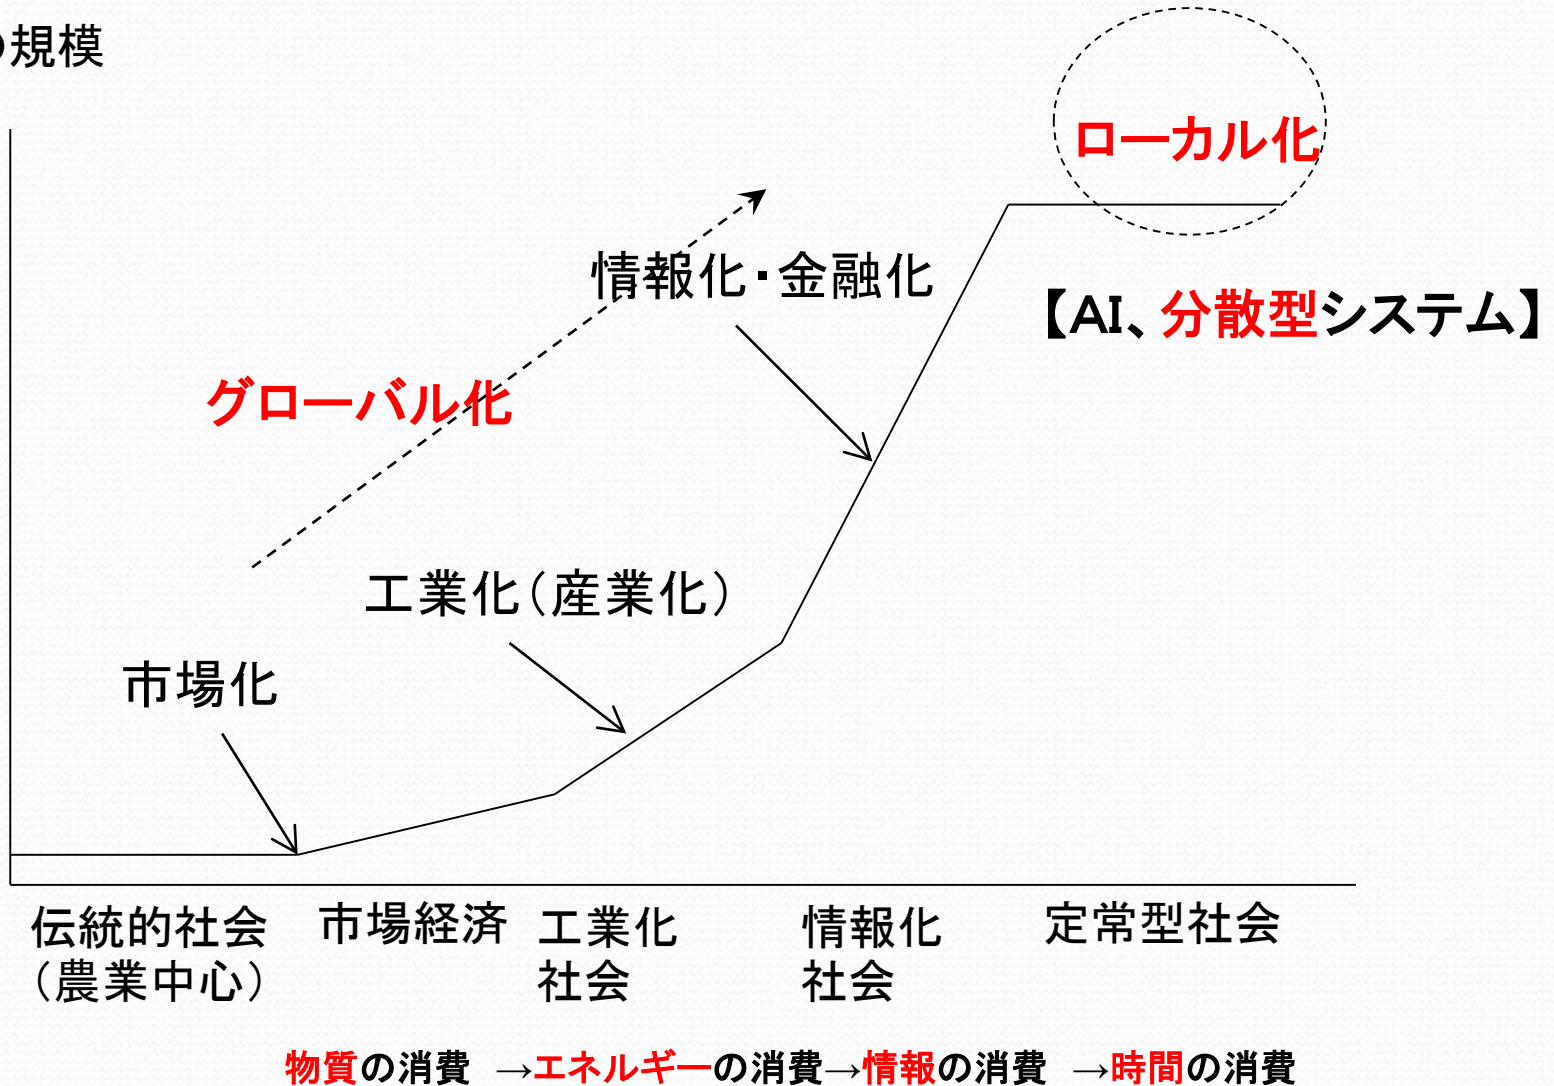 の規模
ローカル化
情報化・金融化
【AI、分散型システム】
グローバル化
工業化（産業化）
市場化
伝統的社会
（農業中心）
市場経済
工業化
社会
情報化
社会
定常型社会
物質の消費 →エネルギーの消費→情報の消費 →時間の消費